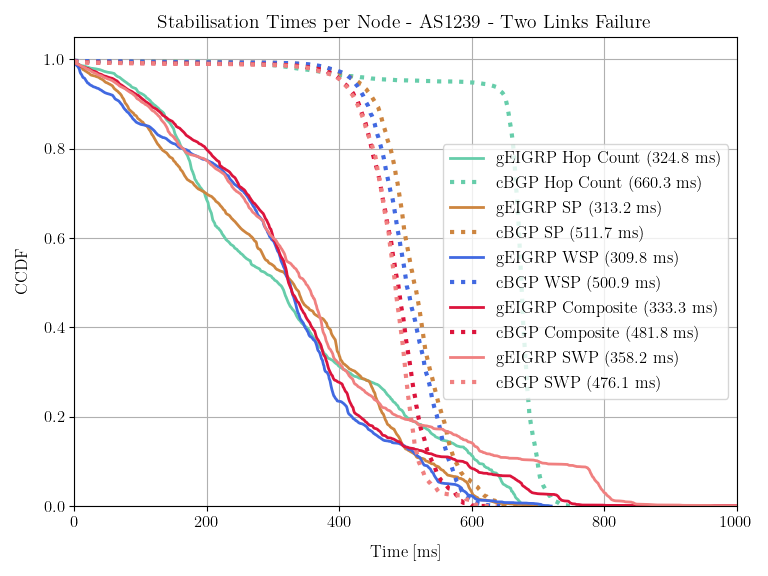 Stabilisation Times per Node - AS1239 - Two Links Failure
CCDF
1.0
0.8
0.6
0.4
0.2
0.0
gEIGRP Hop Count (324.8 ms)
cBGP Hop Count (660.3 ms)
gEIGRP SP (313.2 ms)
cBGP SP (511.7 ms)
gEIGRP WSP (309.8 ms)
cBGP WSP (500.9 ms)
gEIGRP Composite (333.3 ms)
cBGP Composite (481.8 ms)
gEIGRP SWP (358.2 ms)
cBGP SWP (476.1 ms)
0
200
400
600
800
1000
Time [ms]